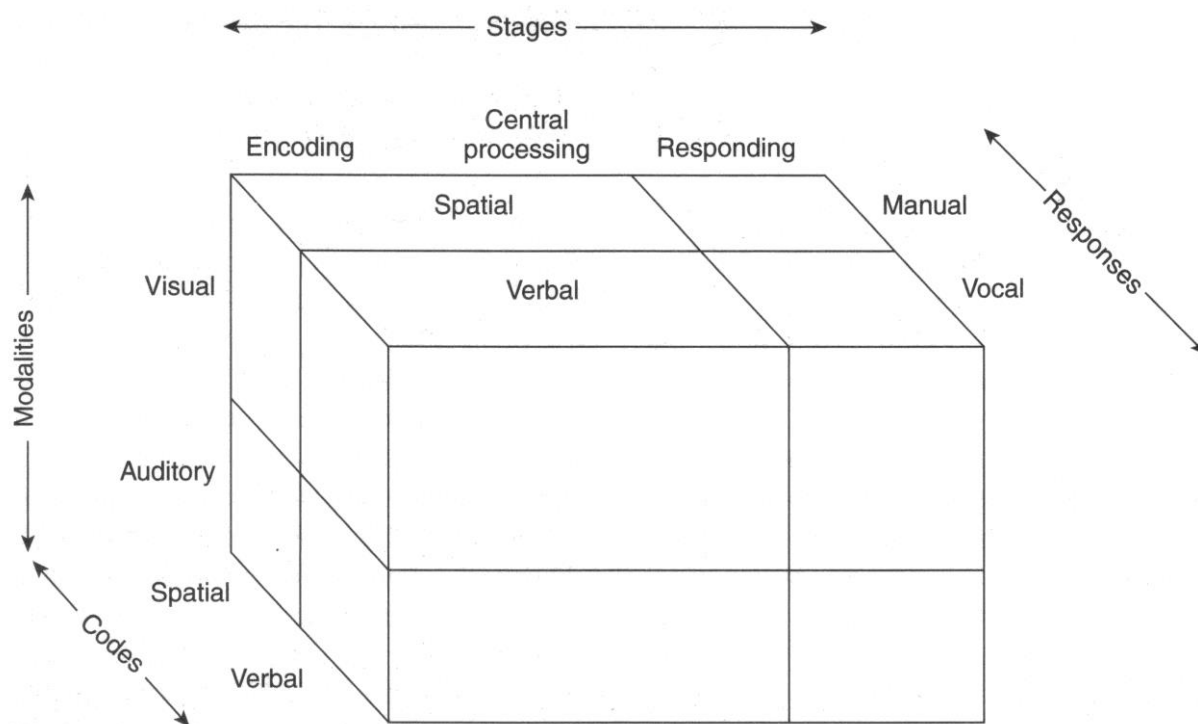 Stages
Encoding
Central
processing
Responding
Spatial
Manual
Verbal
Visual
Vocal
Responses
Modalities
Auditory
Spatial
Codes
Verbal